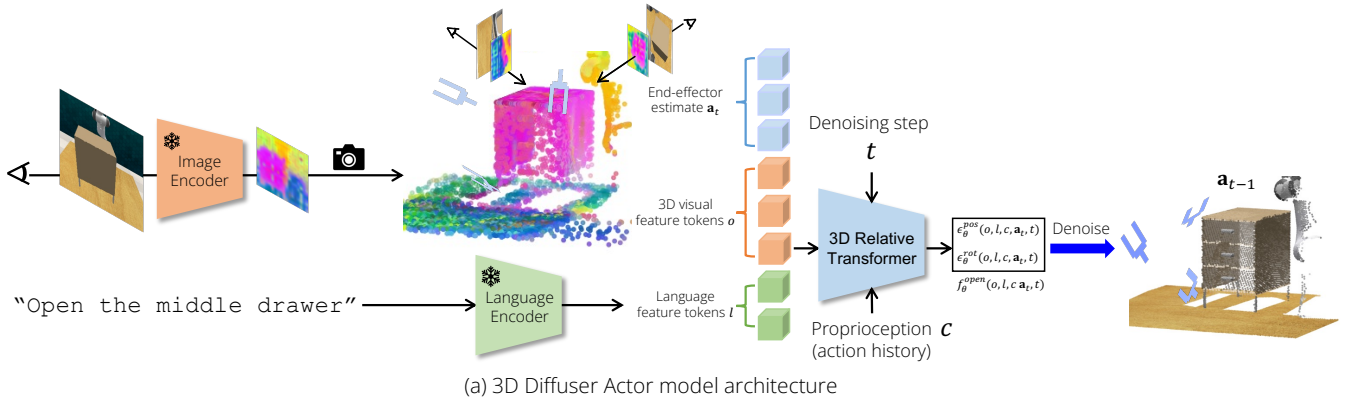 End-effector
estimate a_t
Denoising step
t
Image
Encoder
3D visual
feature tokens o
3D Relative
Transformer
ϵ_θ^{pos}(o, l, c, a_t, t)
ϵ_θ^{rot}(o, l, c, a_t, t)
f_θ^{open}(o, l, c a_t, t)
Denoise
a_{t−1}
"Open the middle drawer"
Language
Encoder
Language
feature tokens l
Proprioception c
(action history)
(a) 3D Diffuser Actor model architecture